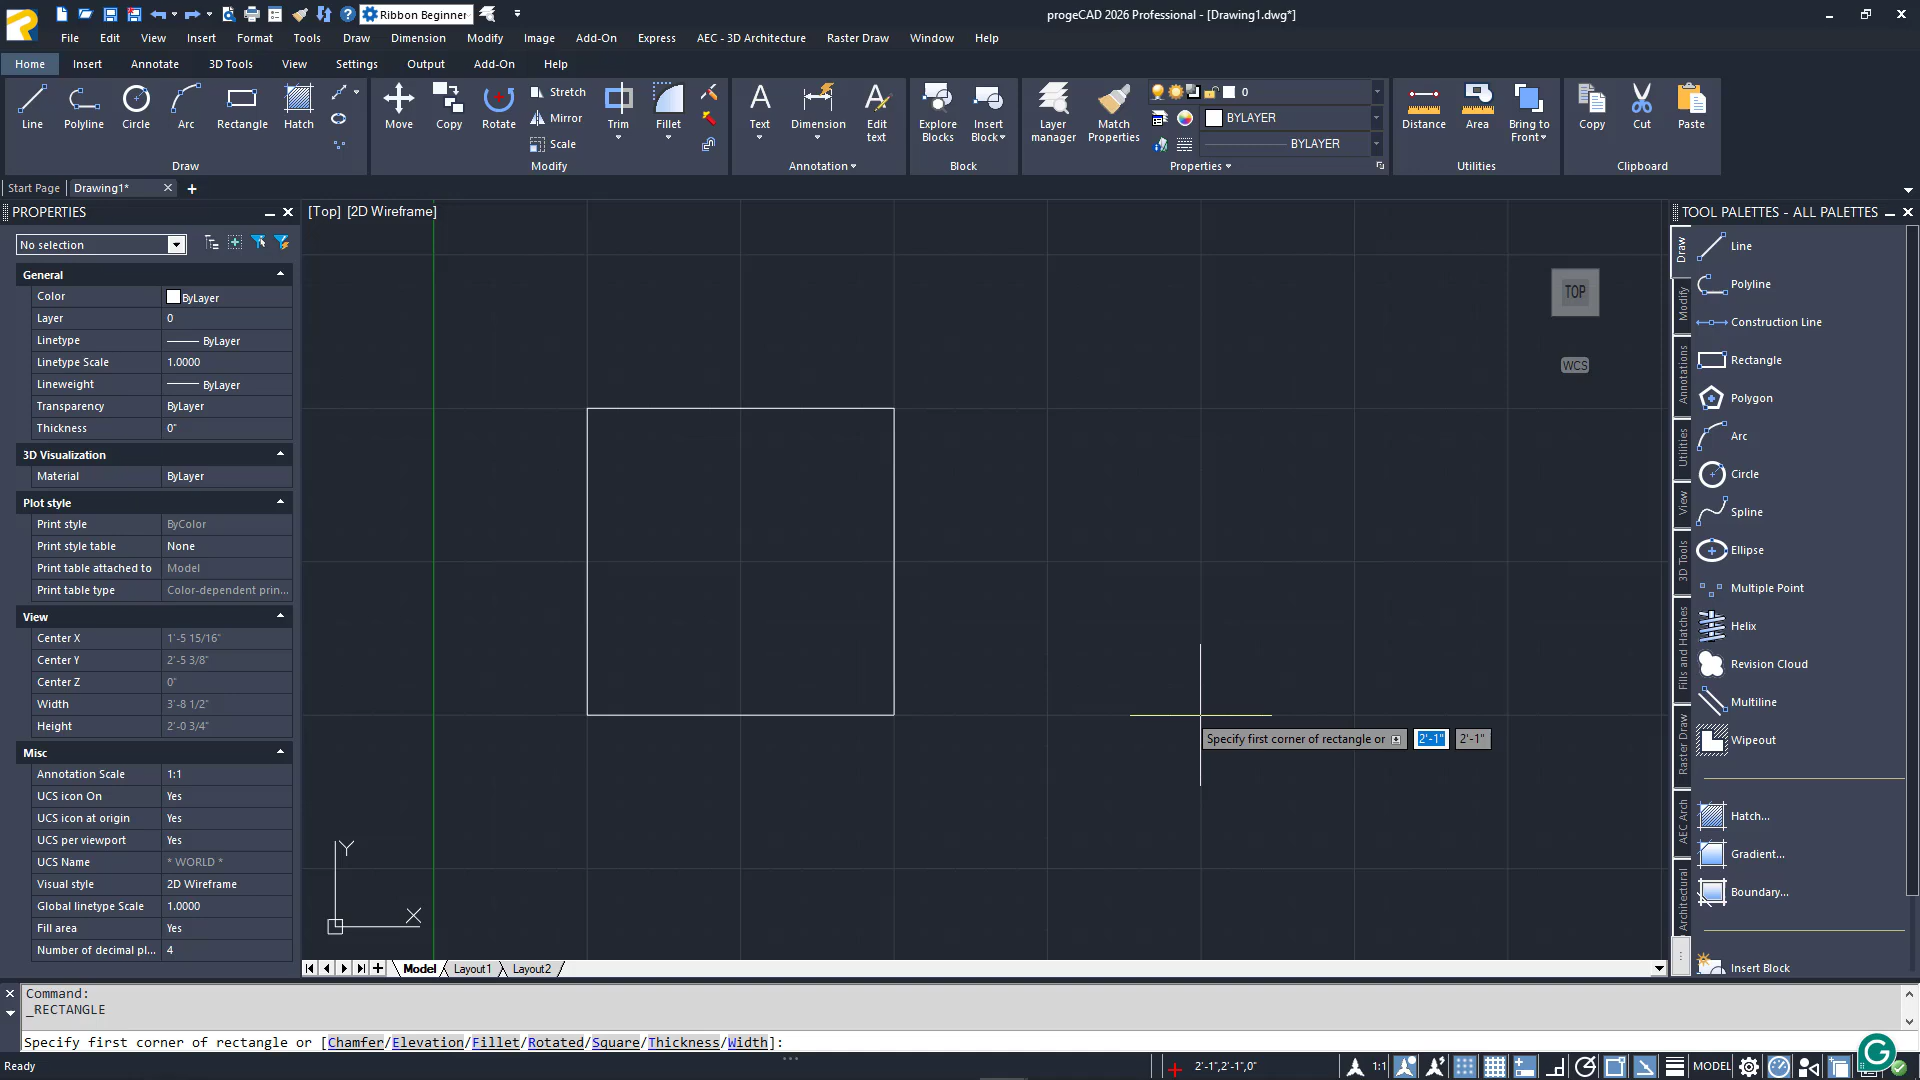 Ribbon Beginner
progeCAD 2026 Professional - [Drawing1.dwg*]
File Edit View Insert Format Tools Draw Dimension Modify Image Add-On Express AEC - 3D Architecture Raster Draw Window Help
Home Insert Annotate 3D Tools View Settings Output Add-On Help
Line Polyline Circle Arc Rectangle Hatch
Draw
Move Copy Rotate Stretch Mirror Scale Trim Fillet
Modify
Text Dimension Edit text
Annotation
Explore Blocks Insert Block
Block
Layer manager Match Properties 0 BYLAYER BYLAYER
Properties
Distance Area Bring to Front
Utilities
Copy Cut Paste
Clipboard
Start Page Drawing1*
PROPERTIES
No selection
General
Color ByLayer
Layer 0
Linetype ByLayer
Linetype Scale 1.0000
Lineweight ByLayer
Transparency ByLayer
Thickness 0"
3D Visualization
Material ByLayer
Plot style
Print style ByColor
Print style table None
Print table attached to Model
Print table type Color-dependent prin...
View
Center X 1'-5 15/16"
Center Y 2'-5 3/8"
Center Z 0"
Width 3'-8 1/2"
Height 2'-0 3/4"
Misc
Annotation Scale 1:1
UCS icon On Yes
UCS icon at origin Yes
UCS per viewport Yes
UCS Name * WORLD *
Visual style 2D Wireframe
Global linetype Scale 1.0000
Fill area Yes
Number of decimal pl... 4
[Top] [2D Wireframe]
TOP
WCS
Specify first corner of rectangle or 2'-1" 2'-1"
Y
X
Model Layout1 Layout2
TOOL PALETTES - ALL PALETTES
Draw
Modify
Annotations
Utilities
View
3D Tools
Fills and Hatches
Raster Draw
AEC Arch
Architectural
Line
Polyline
Construction Line
Rectangle
Polygon
Arc
Circle
Spline
Ellipse
Multiple Point
Helix
Revision Cloud
Multiline
Wipeout
Hatch...
Gradient...
Boundary...
Insert Block
Command:
_RECTANGLE
Specify first corner of rectangle or [Chamfer/Elevation/Fillet/Rotated/Square/Thickness/Width]:
Ready 2'-1",2'-1",0" 1:1 MODEL